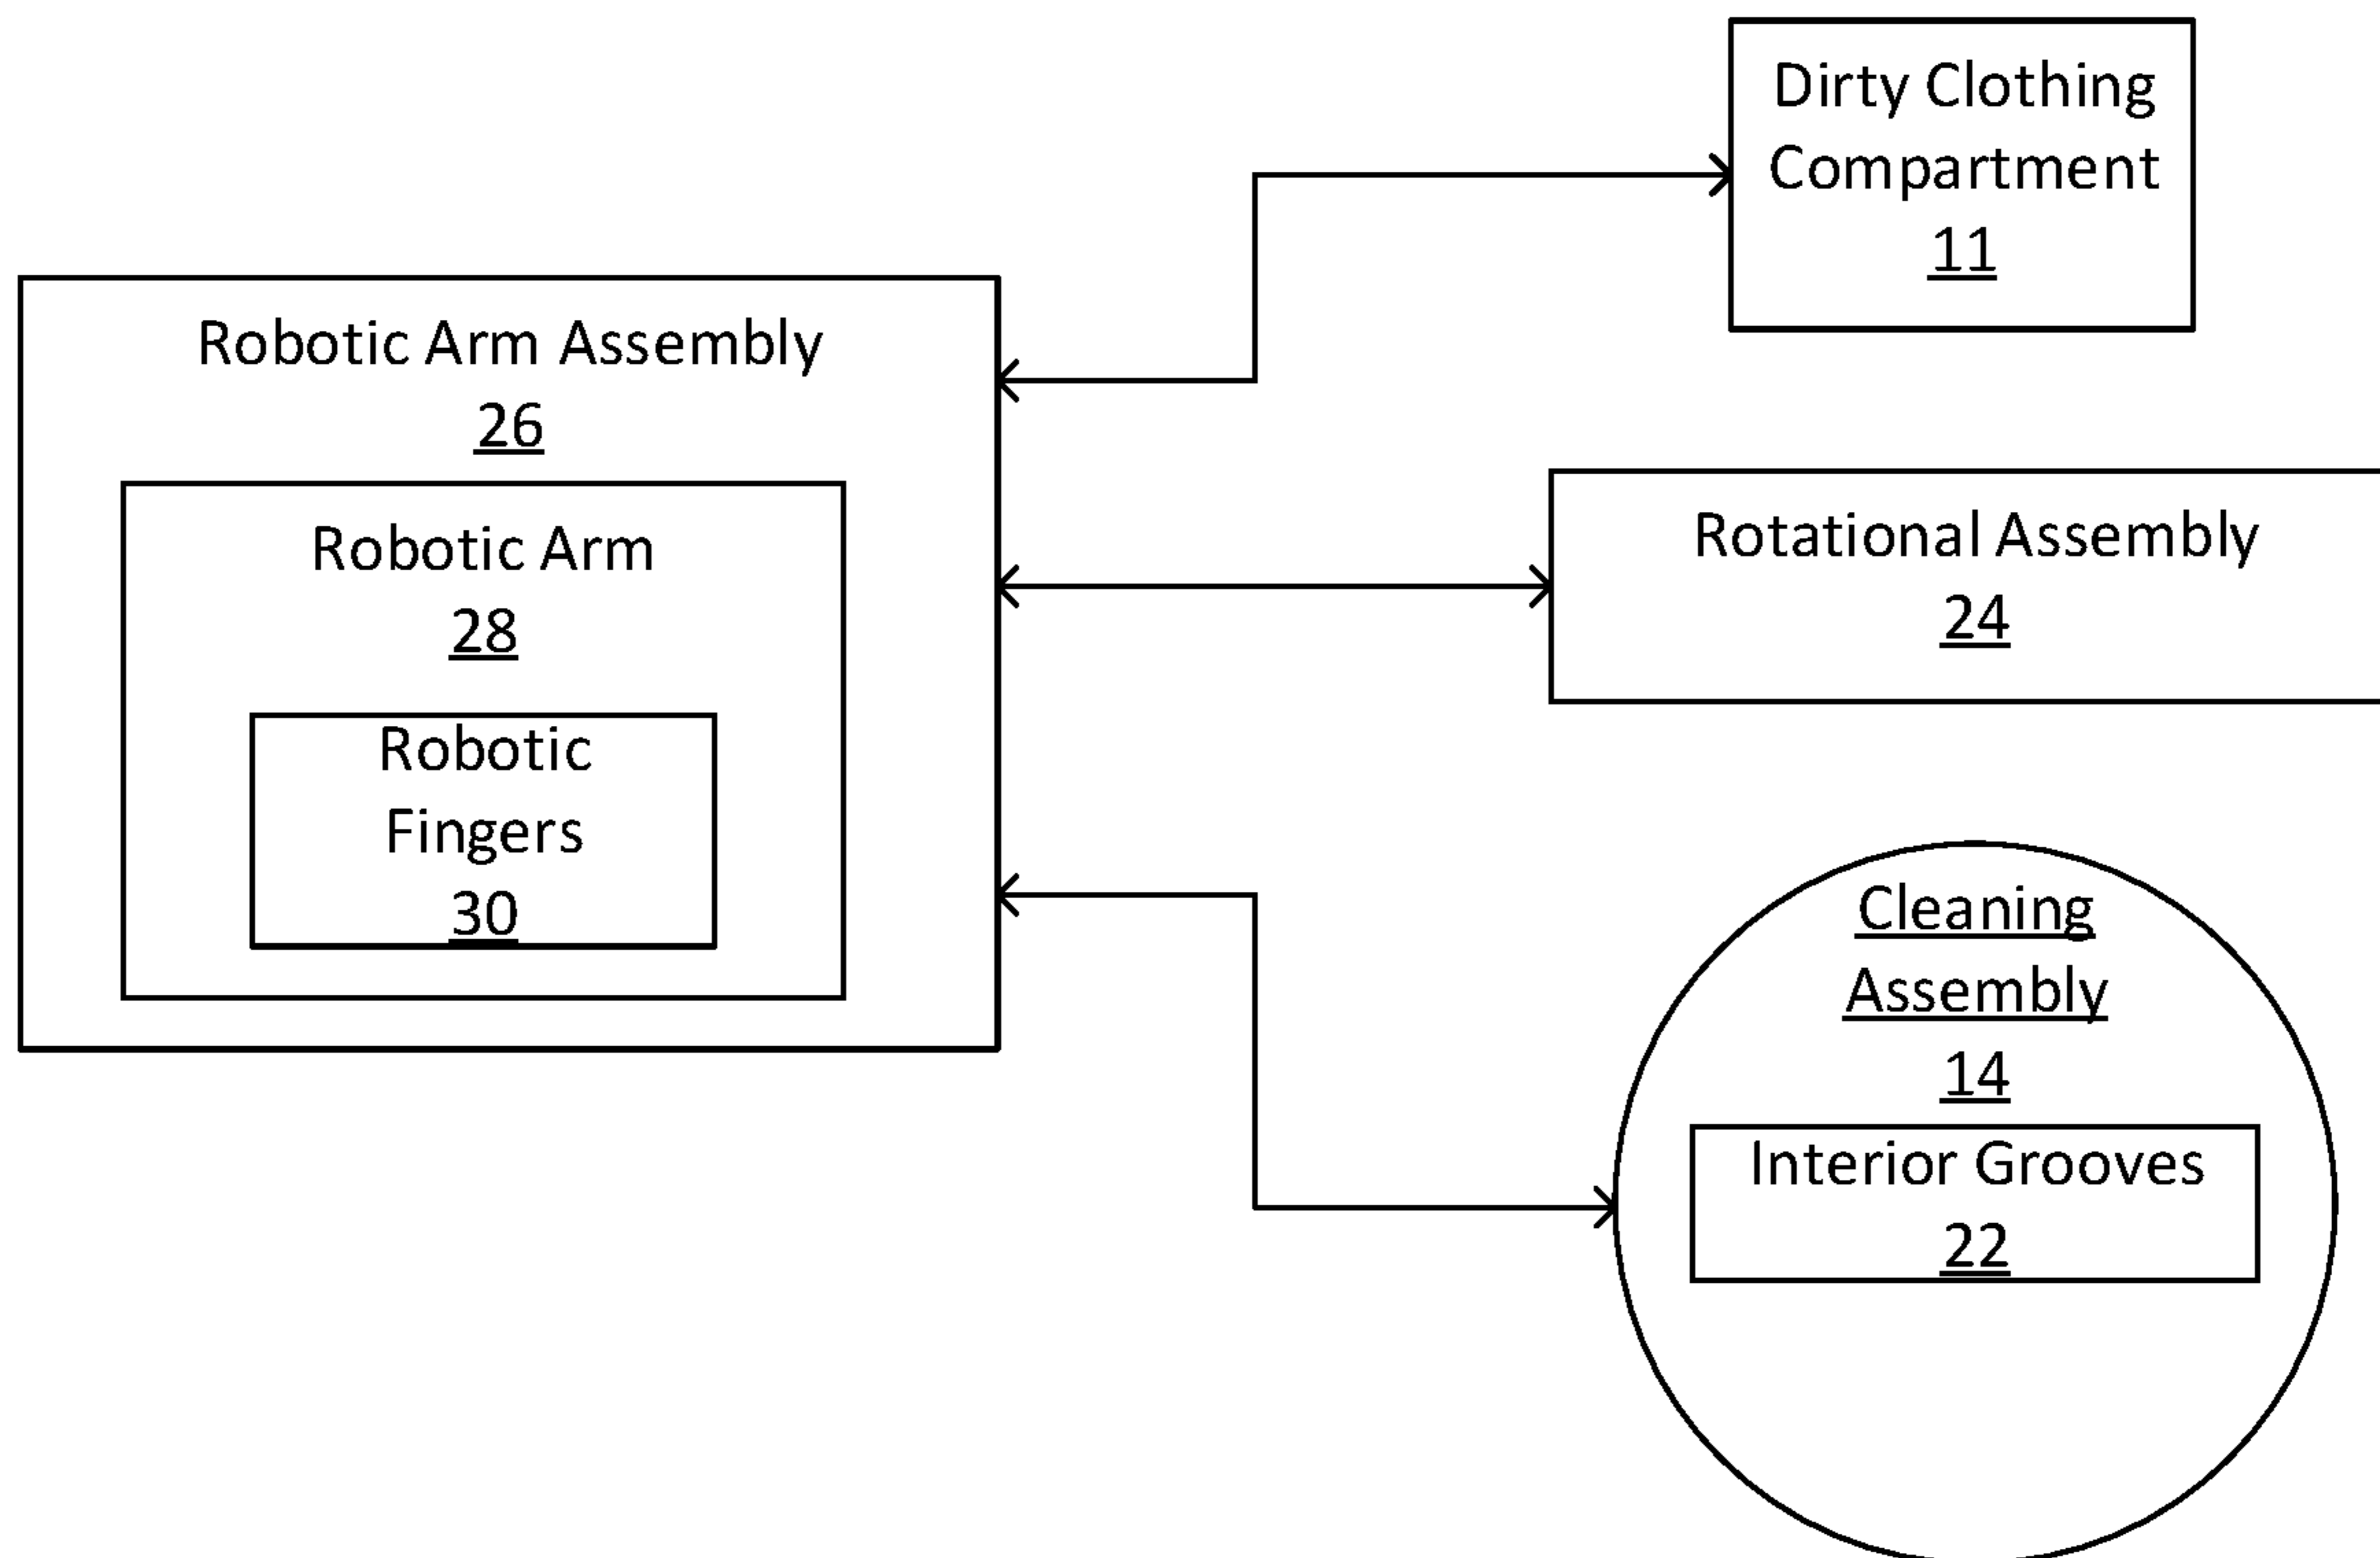 Dirty Clothing
Compartment
11
Robotic Arm Assembly
26
Robotic Arm
28
Robotic
Fingers
30
Rotational Assembly
24
Cleaning
Assembly
14
Interior Grooves
22